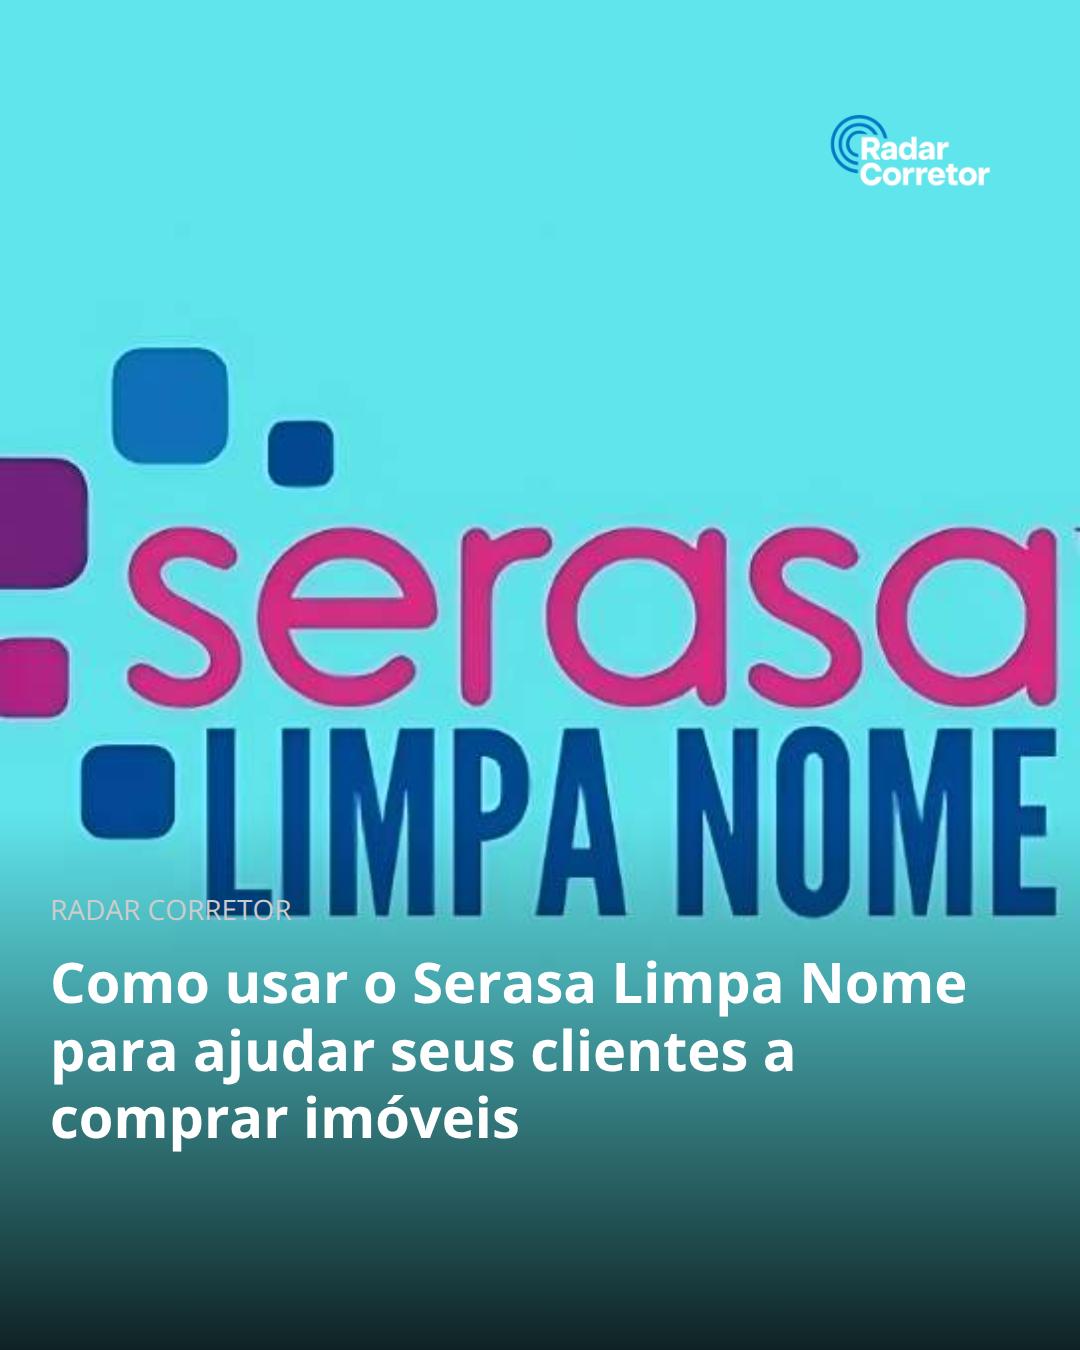 Radar
Corretor
serasa
LIMPA NOME
RADAR CORRETOR
Como usar o Serasa Limpa Nome
para ajudar seus clientes a
comprar imóveis